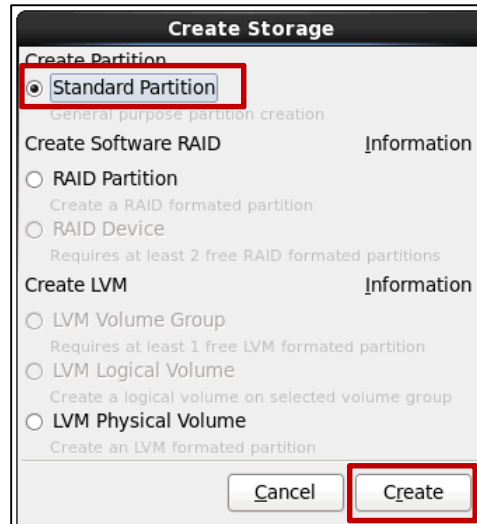 Create Storage
Create Partition
Standard Partition
General purpose partition creation
Create Software RAID Information
RAID Partition
Create a RAID formated partition
RAID Device
Requires at least 2 free RAID formated partitions
Create LVM Information
LVM Volume Group
Requires at least 1 free LVM formated partition
LVM Logical Volume
Create a logical volume on selected volume group
LVM Physical Volume
Create an LVM formated partition
Cancel Create